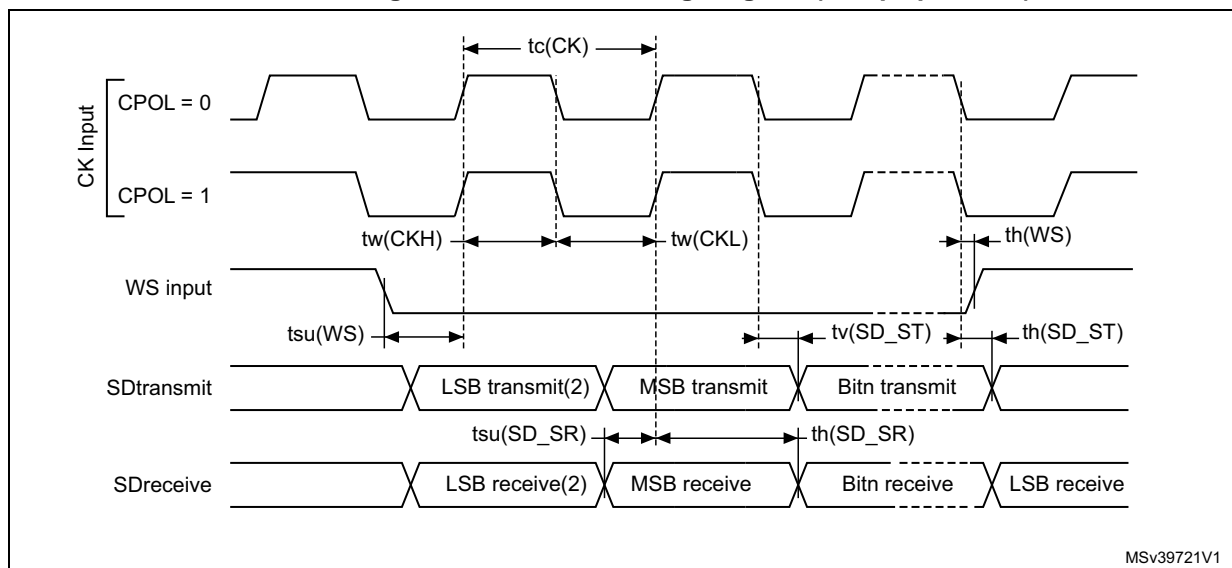 tc(CK)
CK Input
CPOL = 0
CPOL = 1
tw(CKH)
tw(CKL)
th(WS)
WS input
tsu(WS)
tv(SD_ST)
th(SD_ST)
SDtransmit
LSB transmit(2)
MSB transmit
Bitn transmit
tsu(SD_SR)
th(SD_SR)
SDreceive
LSB receive(2)
MSB receive
Bitn receive
LSB receive
MSv39721V1